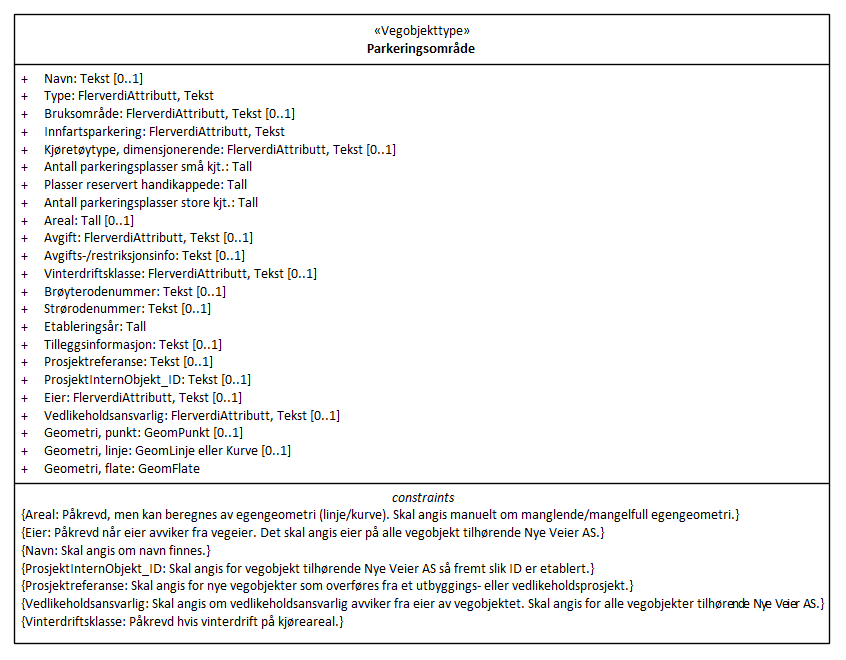 «Vegobjekttype»
Parkeringsområde
+ Navn: Tekst [0..1]
+ Type: FlerverdiAttributt, Tekst
+ Bruksområde: FlerverdiAttributt, Tekst [0..1]
+ Innfartsparkering: FlerverdiAttributt, Tekst
+ Kjøretøytype, dimensjonerende: FlerverdiAttributt, Tekst [0..1]
+ Antall parkeringsplasser små kjt.: Tall
+ Plasser reservert handikappede: Tall
+ Antall parkeringsplasser store kjt.: Tall
+ Areal: Tall [0..1]
+ Avgift: FlerverdiAttributt, Tekst [0..1]
+ Avgifts-/restriksjonsinfo: Tekst [0..1]
+ Vinterdriftsklasse: FlerverdiAttributt, Tekst [0..1]
+ Brøyterodenummer: Tekst [0..1]
+ Strørodenummer: Tekst [0..1]
+ Etableringsår: Tall
+ Tilleggsinformasjon: Tekst [0..1]
+ Prosjektreferanse: Tekst [0..1]
+ ProsjektInternObjekt_ID: Tekst [0..1]
+ Eier: FlerverdiAttributt, Tekst [0..1]
+ Vedlikeholdsansvarlig: FlerverdiAttributt, Tekst [0..1]
+ Geometri, punkt: GeomPunkt [0..1]
+ Geometri, linje: GeomLinje eller Kurve [0..1]
+ Geometri, flate: GeomFlate
constraints
{Areal: Påkrevd, men kan beregnes av egengeometri (linje/kurve). Skal angis manuelt om manglende/mangelfull egengeometri.}
{Eier: Påkrevd når eier avviker fra vegeier. Det skal angis eier på alle vegobjekt tilhørende Nye Veier AS.}
{Navn: Skal angis om navn finnes.}
{ProsjektInternObjekt_ID: Skal angis for vegobjekt tilhørende Nye Veier AS så fremt slik ID er etablert.}
{Prosjektreferanse: Skal angis for nye vegobjekter som overføres fra et utbyggings- eller vedlikeholdsprosjekt.}
{Vedlikeholdsansvarlig: Skal angis om vedlikeholdsansvarlig avviker fra eier av vegobjektet. Skal angis for alle vegobjekter tilhørende Nye Veier AS.}
{Vinterdriftsklasse: Påkrevd hvis vinterdrift på kjøreareal.}